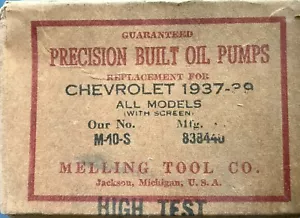 GUARANTEED
PRECISION BUILT OIL PUMPS
REPLACEMENT FOR
CHEVROLET 1937-39
ALL MODELS
(WITH SCREEN)
Our No. Mfg.
M-10-S 838440
MELLING TOOL CO.
Jackson, Michigan, U. S. A.
HIGH TEST